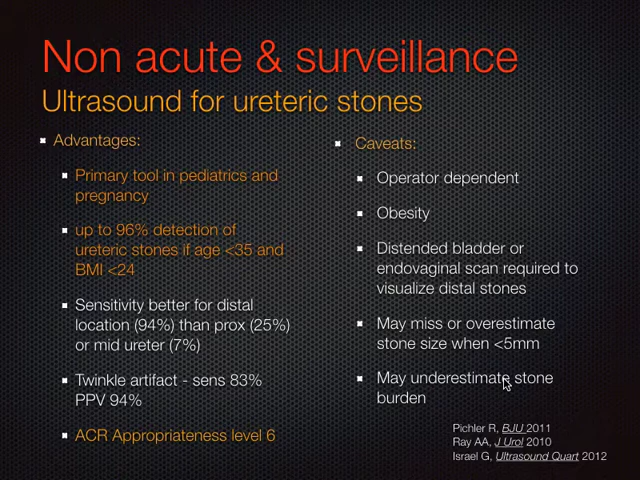 Non acute & surveillance
Ultrasound for ureteric stones
Advantages:
Primary tool in pediatrics and
pregnancy
up to 96% detection of
ureteric stones if age <35 and
BMI <24
Sensitivity better for distal
location (94%) than prox (25%)
or mid ureter (7%)
Twinkle artifact - sens 83%
PPV 94%
ACR Appropriateness level 6
Caveats:
Operator dependent
Obesity
Distended bladder or
endovaginal scan required to
visualize distal stones
May miss or overestimate
stone size when <5mm
May underestimate stone
burden
Pichler R, BJU 2011
Ray AA, J Urol 2010
Israel G, Ultrasound Quart 2012